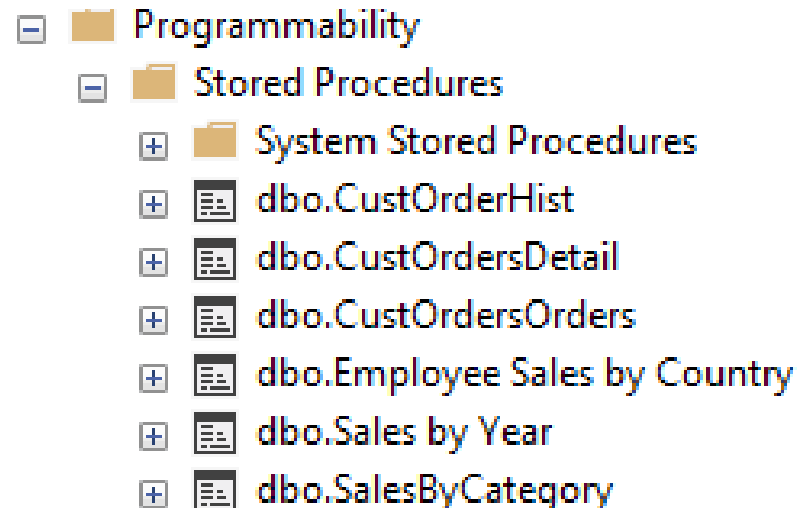 Programmability
Stored Procedures
System Stored Procedures
dbo.CustOrderHist
dbo.CustOrdersDetail
dbo.CustOrdersOrders
dbo.Employee Sales by Country
dbo.Sales by Year
dbo.SalesByCategory